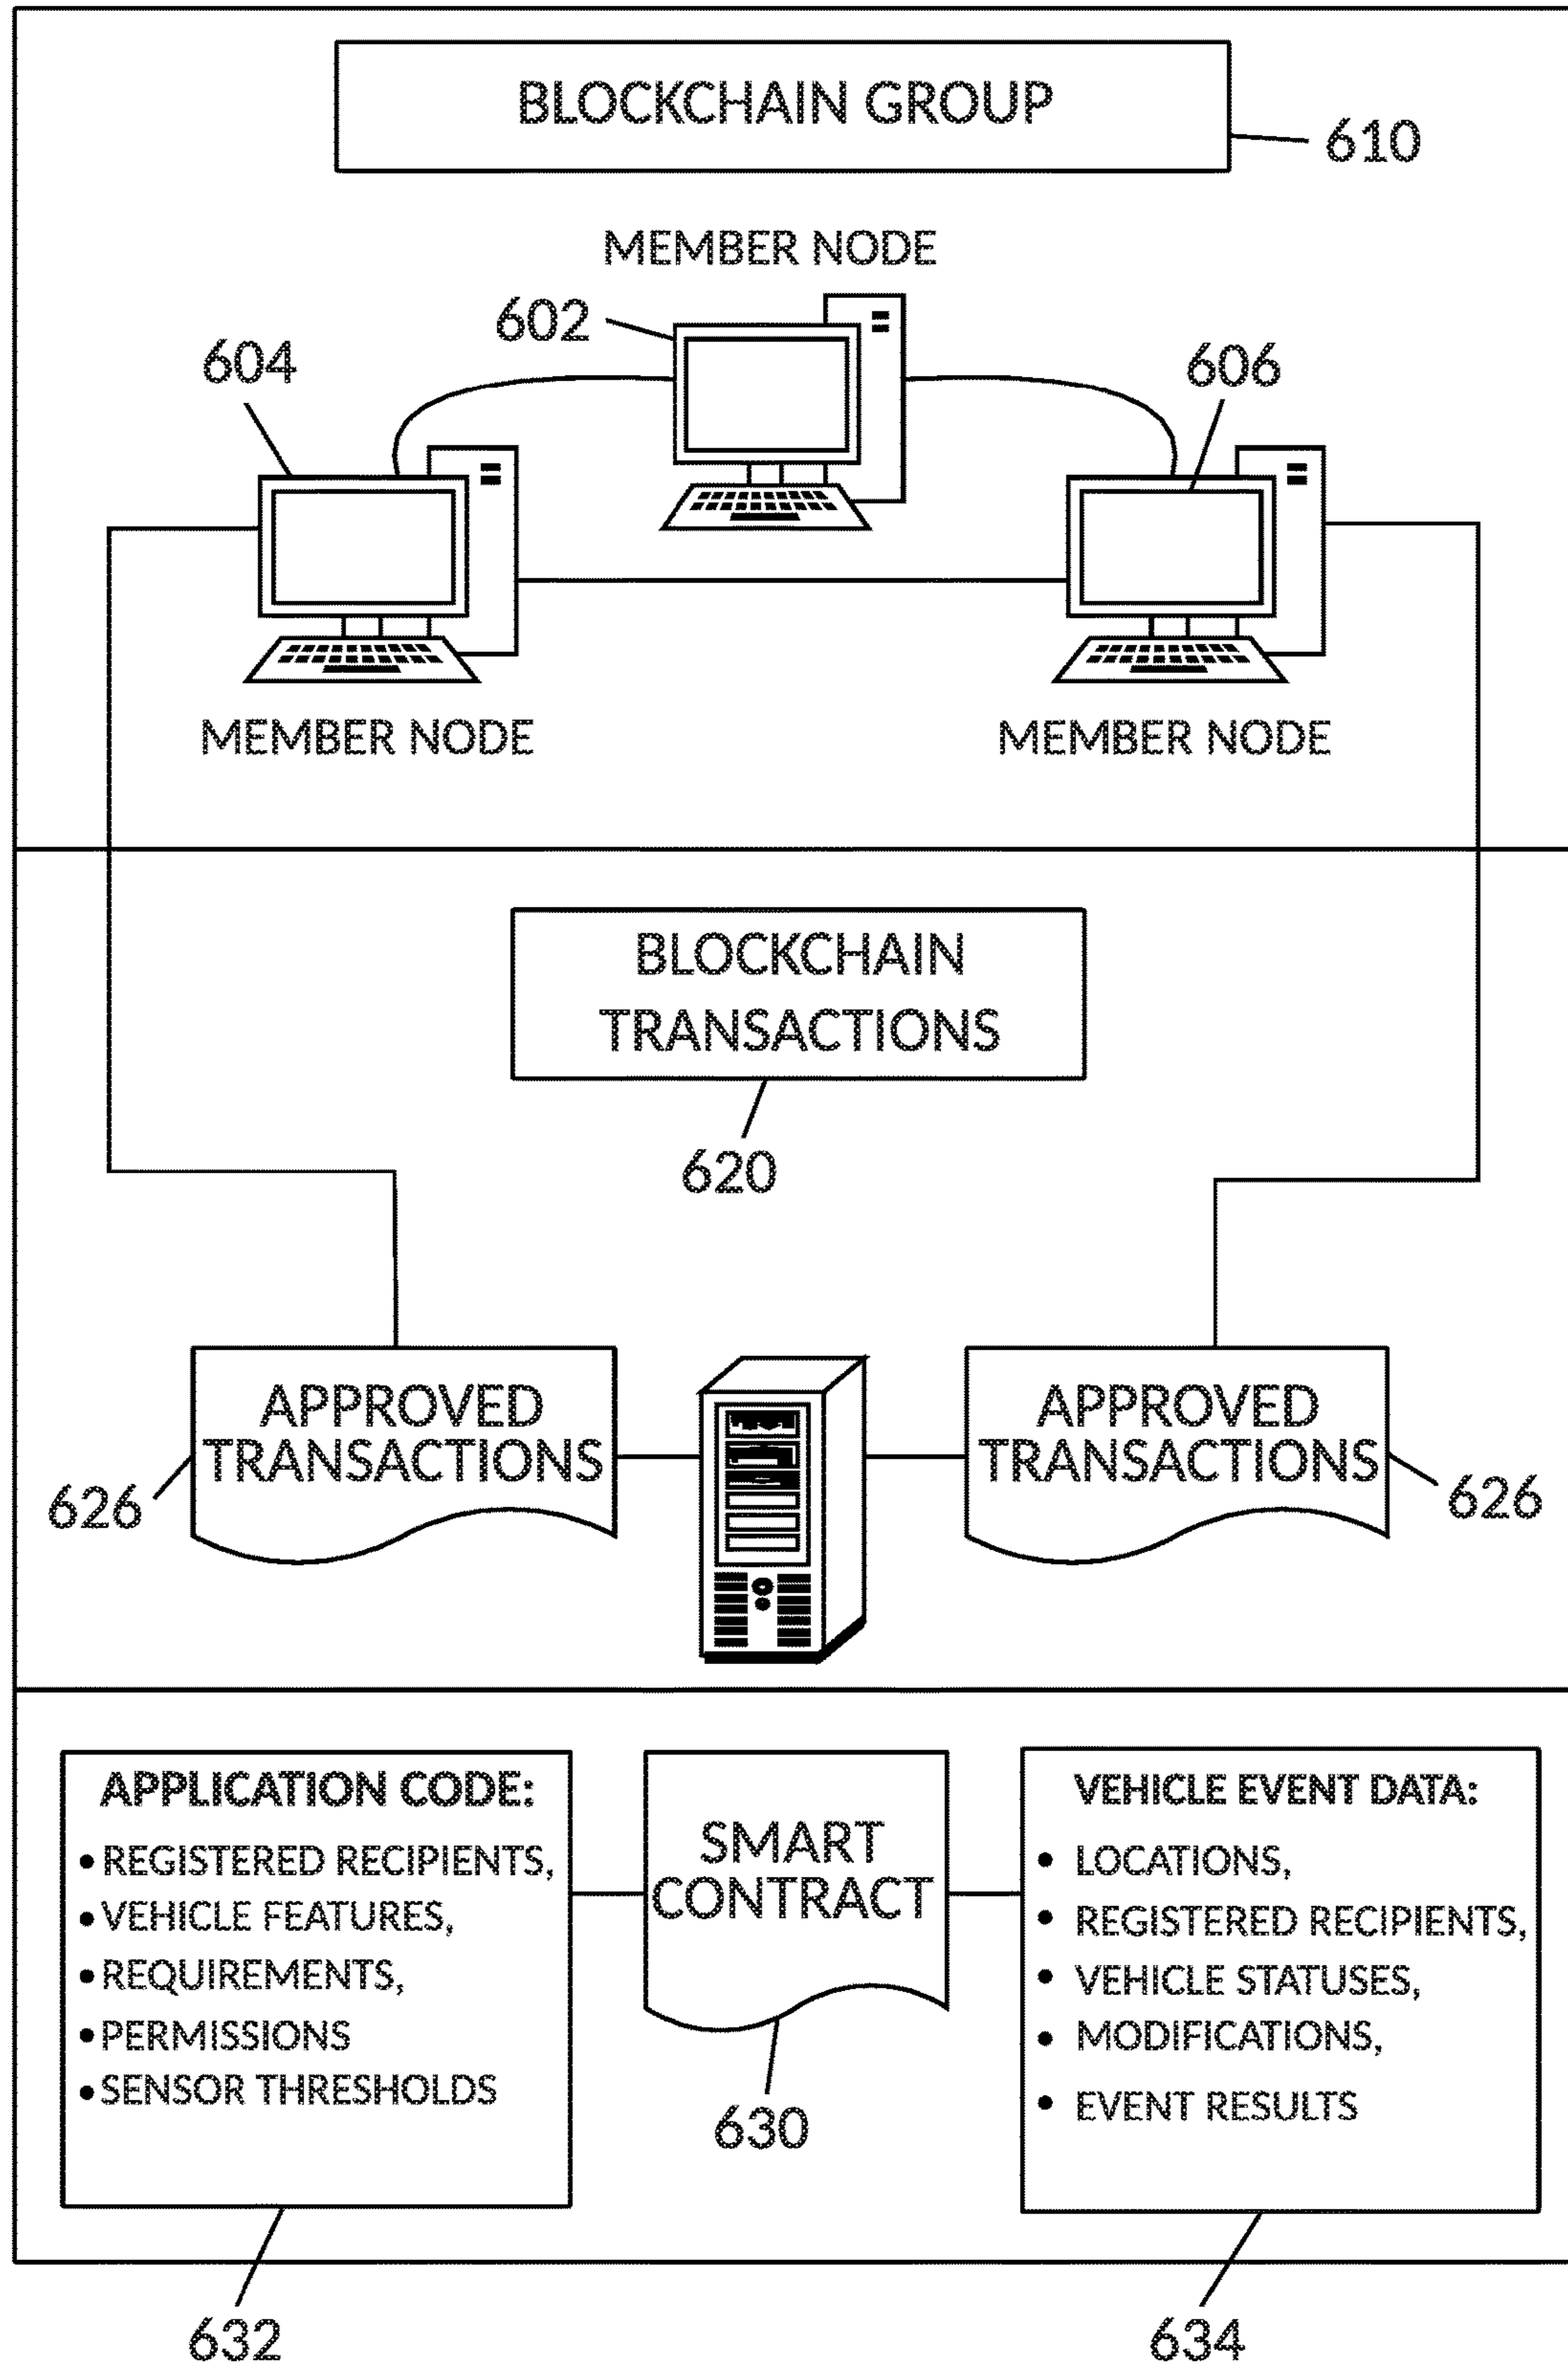 BLOCKCHAIN GROUP
610
MEMBER NODE
602
604
606
MEMBER NODE
MEMBER NODE
BLOCKCHAIN
TRANSACTIONS
620
APPROVED
TRANSACTIONS
626
APPROVED
TRANSACTIONS
626
APPLICATION CODE:
• REGISTERED RECIPIENTS,
• VEHICLE FEATURES,
• REQUIREMENTS,
• PERMISSIONS
• SENSOR THRESHOLDS
632
SMART
CONTRACT
630
VEHICLE EVENT DATA:
• LOCATIONS,
• REGISTERED RECIPIENTS,
• VEHICLE STATUSES,
• MODIFICATIONS,
• EVENT RESULTS
634